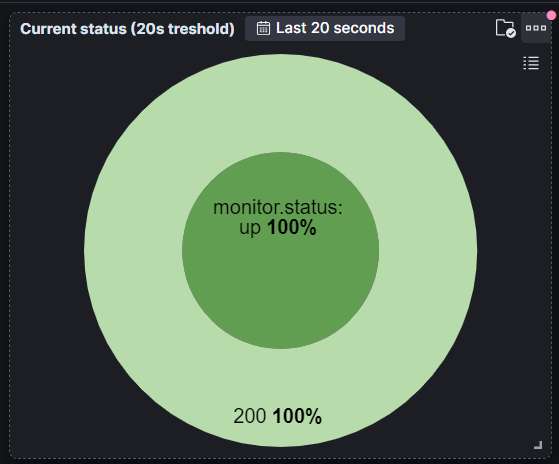 Current status (20s treshold) Last 20 seconds
monitor.status:
up 100%
200 100%